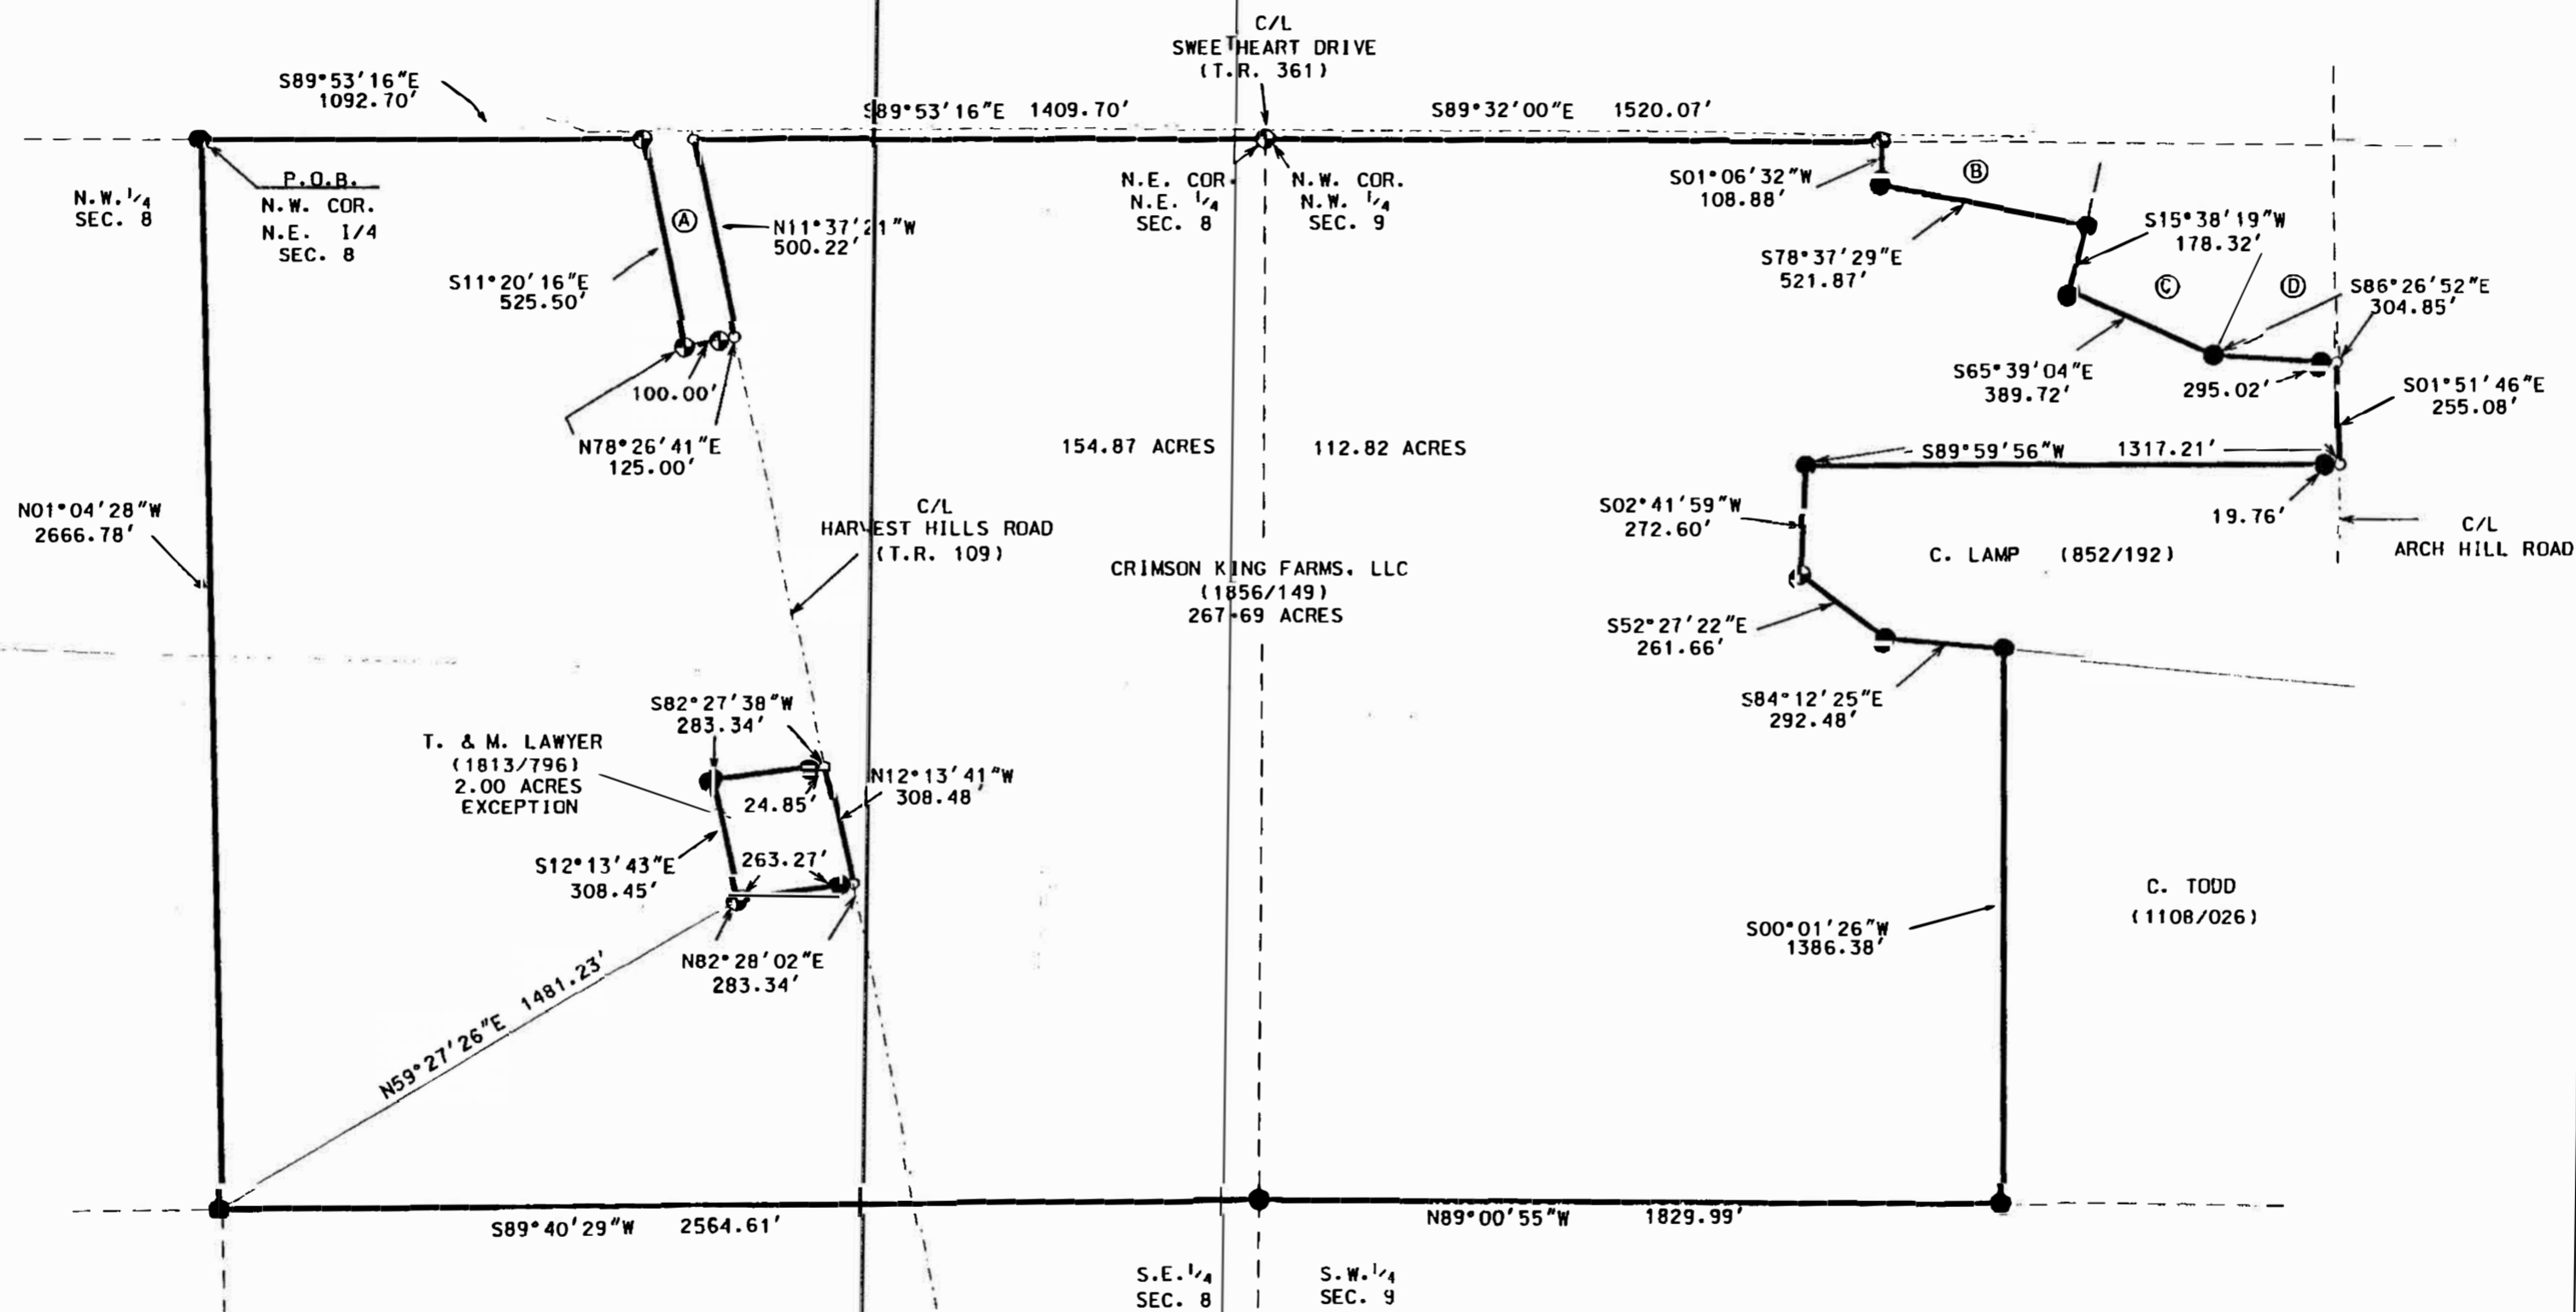 C/L
SWEETHEART DRIVE
(T.R. 361)
S89°53'16"E
1092.70'
S89°53'16"E 1409.70'
S89°32'00"E 1520.07'
P.O.B.
N.W. COR.
N.E. 1/4
SEC. 8
N.W. 1/4
SEC. 8
N.E. COR.
N.E. 1/4
SEC. 8
N.W. COR.
N.W. 1/4
SEC. 9
S01°06'32"W
108.88'
B
A
N11°37'21"W
500.22'
S11°20'16"E
525.50'
S78°37'29"E
521.87'
S15°38'19"W
178.32'
C
D
S86°26'52"E
304.85'
100.00'
N78°26'41"E
125.00'
S65°39'04"E
389.72'
295.02'
S01°51'46"E
255.08'
154.87 ACRES
112.82 ACRES
S89°59'56"W 1317.21'
N01°04'28"W
2666.78'
C/L
HARVEST HILLS ROAD
(T.R. 109)
S02°41'59"W
272.60'
19.76'
C/L
ARCH HILL ROAD
C. LAMP (852/192)
CRIMSON KING FARMS, LLC
(1856/149)
267.69 ACRES
S52°27'22"E
261.66'
S84°12'25"E
292.48'
S82°27'38"W
283.34'
T. & M. LAWYER
(1813/796)
2.00 ACRES
EXCEPTION
24.85'
N12°13'41"W
308.48'
S12°13'43"E
308.45'
263.27'
N82°28'02"E
283.34'
C. TODD
(1108/026)
S00°01'26"W
1386.38'
N59°27'26"E 1481.23'
S89°40'29"W 2564.61'
N89°00'55"W 1829.99'
S.E. 1/4
SEC. 8
S.W. 1/4
SEC. 9